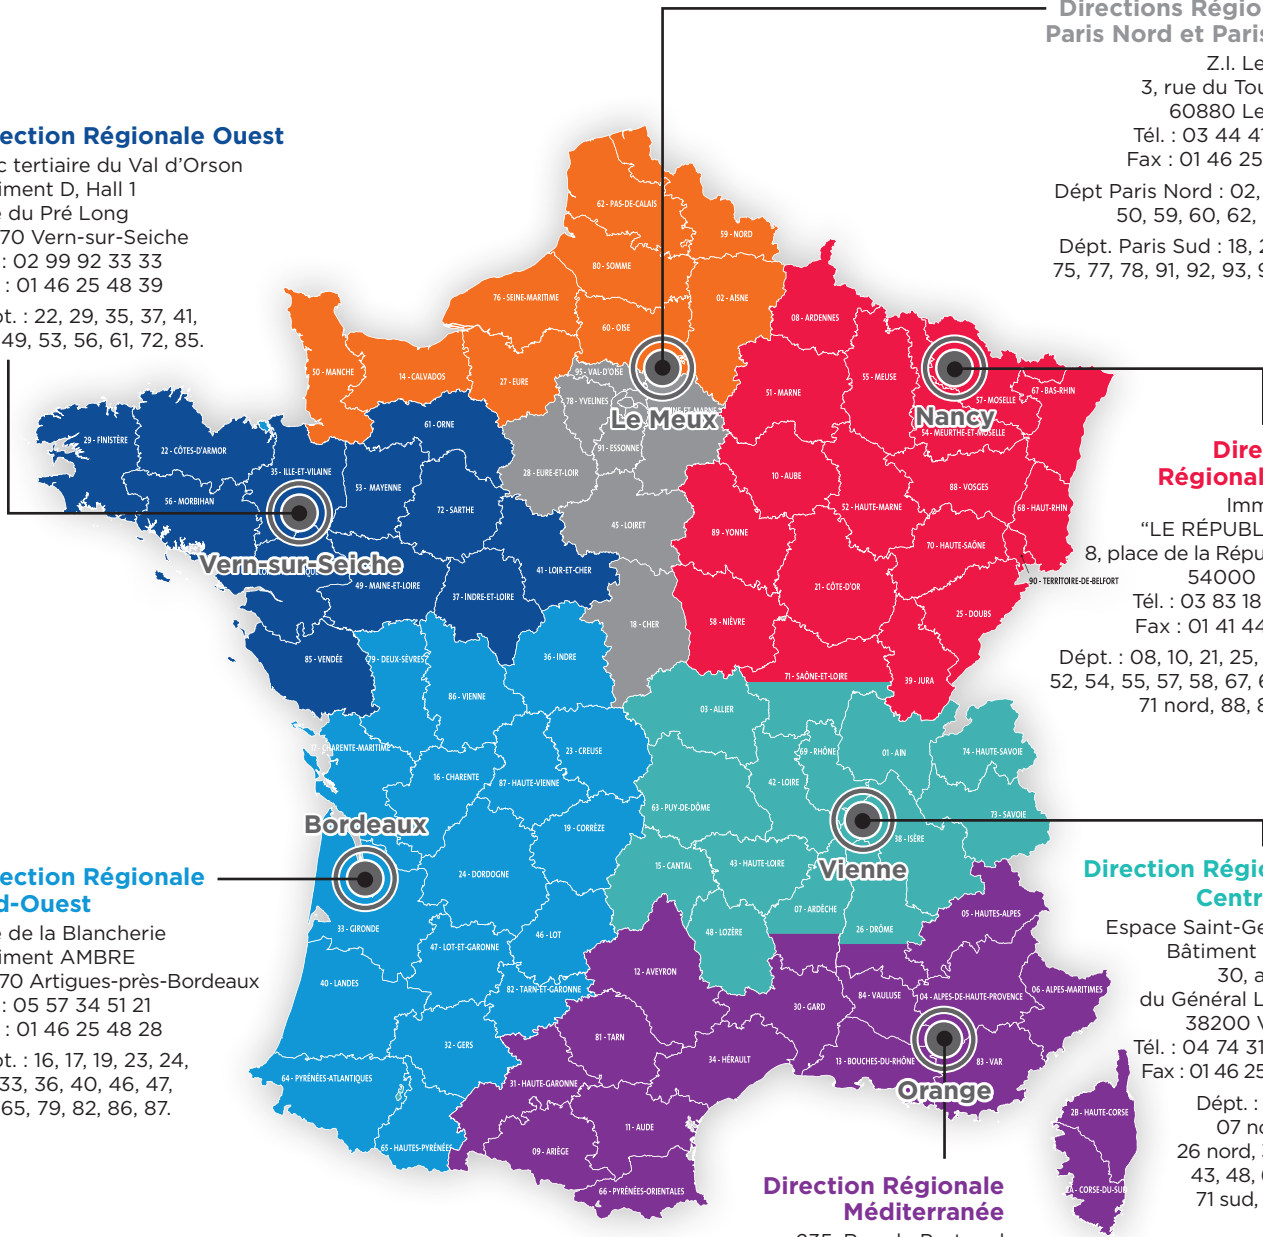 Directions Régio
Paris Nord et Paris
Z.I. Le
3, rue du Tou
60880 Le
Tél. : 03 44 41
Fax : 01 46 25
Dépt Paris Nord : 02,
50, 59, 60, 62,
Dépt. Paris Sud : 18, 2
75, 77, 78, 91, 92, 93, 9
ection Régionale Ouest
c tertiaire du Val d'Orson
iment D, Hall 1
e du Pré Long
70 Vern-sur-Seiche
: 02 99 92 33 33
: 01 46 25 48 39
pt. : 22, 29, 35, 37, 41,
49, 53, 56, 61, 72, 85.
62 - PAS-DE-CALAIS
59 - NORD
80 - SOMME
76 - SEINE-MARITIME
02 - AISNE
60 - OISE
08 - ARDENNES
50 - MANCHE
14 - CALVADOS
27 - EURE
95 - VAL-D'OISE
78 - YVELINES
NE-ET-MARNE
Le Meux
91 - ESSONNE
28 - EURE-ET-LOIR
45 - LOIRET
18 - CHER
51 - MARNE
55 - MEUSE
57 - MOSELLE
67 - BAS-RHIN
Nancy
54 - MEURTHE-ET-MOSELLE
10 - AUBE
88 - VOSGES
52 - HAUTE-MARNE
68 - HAUT-RHIN
89 - YONNE
70 - HAUTE-SAÔNE
90 - TERRITOIRE-DE-BELFORT
21 - CÔTE-D'OR
25 - DOUBS
58 - NIÈVRE
71 - SAÔNE-ET-LOIRE
39 - JURA
61 - ORNE
29 - FINISTÈRE
22 - CÔTES-D'ARMOR
35 - ILLE-ET-VILAINE
53 - MAYENNE
56 - MORBIHAN
72 - SARTHE
Vern-sur-Seiche
41 - LOIR-ET-CHER
49 - MAINE-ET-LOIRE
37 - INDRE-ET-LOIRE
85 - VENDÉE
79 - DEUX-SÈVRES
36 - INDRE
86 - VIENNE
17 - CHARENTE-MARITIME
23 - CREUSE
16 - CHARENTE
87 - HAUTE-VIENNE
19 - CORRÈZE
Bordeaux
24 - DORDOGNE
33 - GIRONDE
47 - LOT-ET-GARONNE
46 - LOT
40 - LANDES
82 - TARN-ET-GARONNE
32 - GERS
64 - PYRÉNÉES-ATLANTIQUES
65 - HAUTES-PYRÉNÉES
Dire
Régional
Imm
"LE RÉPUBL
8, place de la Répu
54000
Tél. : 03 83 18
Fax : 01 41 44
Dépt. : 08, 10, 21, 25,
52, 54, 55, 57, 58, 67, 6
71 nord, 88, 8
03 - ALLIER
69 - RHÔNE
01 - AIN
74 - HAUTE-SAVOIE
42 - LOIRE
63 - PUY-DE-DÔME
73 - SAVOIE
38 - ISÈRE
15 - CANTAL
43 - HAUTE-LOIRE
Vienne
07 - ARDÈCHE
48 - LOZÈRE
26 - DRÔME
05 - HAUTES-ALPES
12 - AVEYRON
30 - GARD
84 - VAULUSE
04 - ALPES-DE-HAUTE-PROVENCE
06 - ALPES-MARITIMES
81 - TARN
34 - HÉRAULT
13 - BOUCHES-DU-RHÔNE
83 - VAR
Orange
31 - HAUTE-GARONNE
11 - AUDE
09 - ARIÈGE
66 - PYRÉNÉES-ORIENTALES
2B - HAUTE-CORSE
2A - CORSE-DU-SUD
ection Régionale
d-Ouest
e de la Blancherie
iment AMBRE
70 Artigues-près-Bordeaux
: 05 57 34 51 21
: 01 46 25 48 28
pt. : 16, 17, 19, 23, 24,
33, 36, 40, 46, 47,
65, 79, 82, 86, 87.
Direction Régio
Centr
Espace Saint-Ge
Bâtiment
30, a
du Général L
38200 V
Tél. : 04 74 31
Fax : 01 46 25
Dépt. :
07 no
26 nord, 3
43, 48, 6
71 sud,
Direction Régionale
Méditerranée